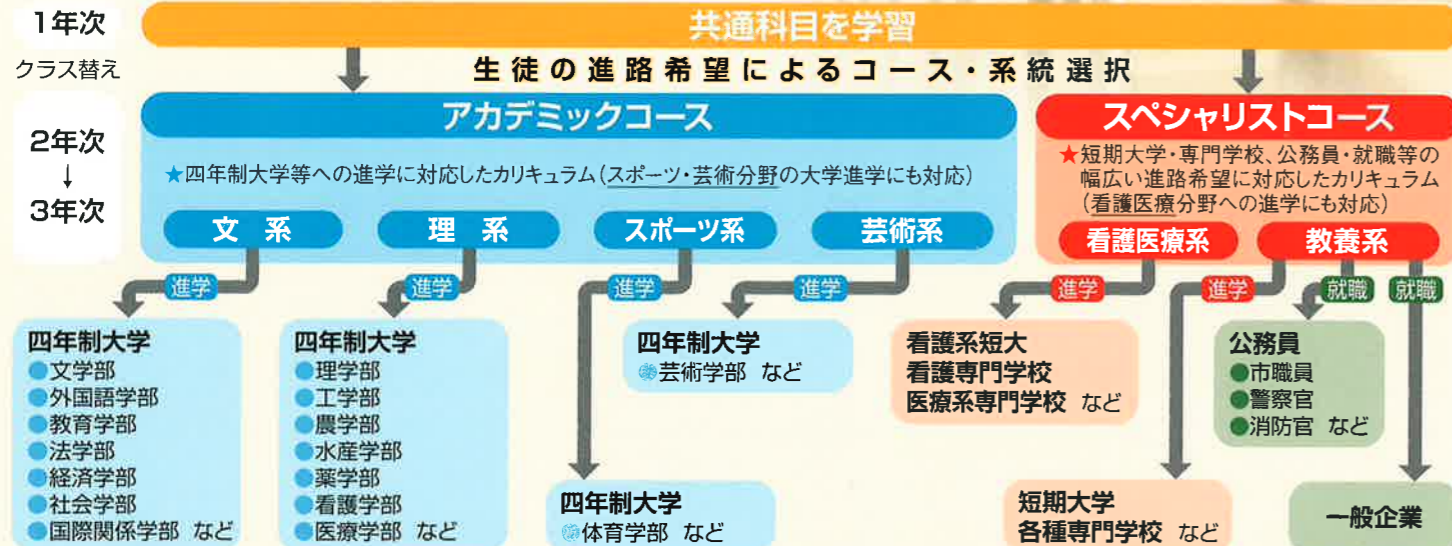 1年次
共通科目を学習
クラス替え
生徒の進路希望によるコース・系統選択
2年次
↓
3年次
アカデミックコース
★四年制大学等への進学に対応したカリキュラム（スポーツ・芸術分野の大学進学にも対応）
文系
理系
スポーツ系
芸術系
スペシャリストコース
★短期大学・専門学校、公務員・就職等の
幅広い進路希望に対応したカリキュラム
（看護医療分野への進学にも対応）
看護医療系
教養系
進学
進学
進学
進学
進学
進学
就職
就職
四年制大学
●文学部
●外国語学部
●教育学部
●法学部
●経済学部
●社会学部
●国際関係学部 など
四年制大学
●理学部
●工学部
●農学部
●水産学部
●薬学部
●看護学部
●医療学部 など
四年制大学
●体育学部 など
四年制大学
●芸術学部 など
看護系短大
看護専門学校
医療系専門学校 など
短期大学
各種専門学校 など
公務員
●市職員
●警察官
●消防官 など
一般企業